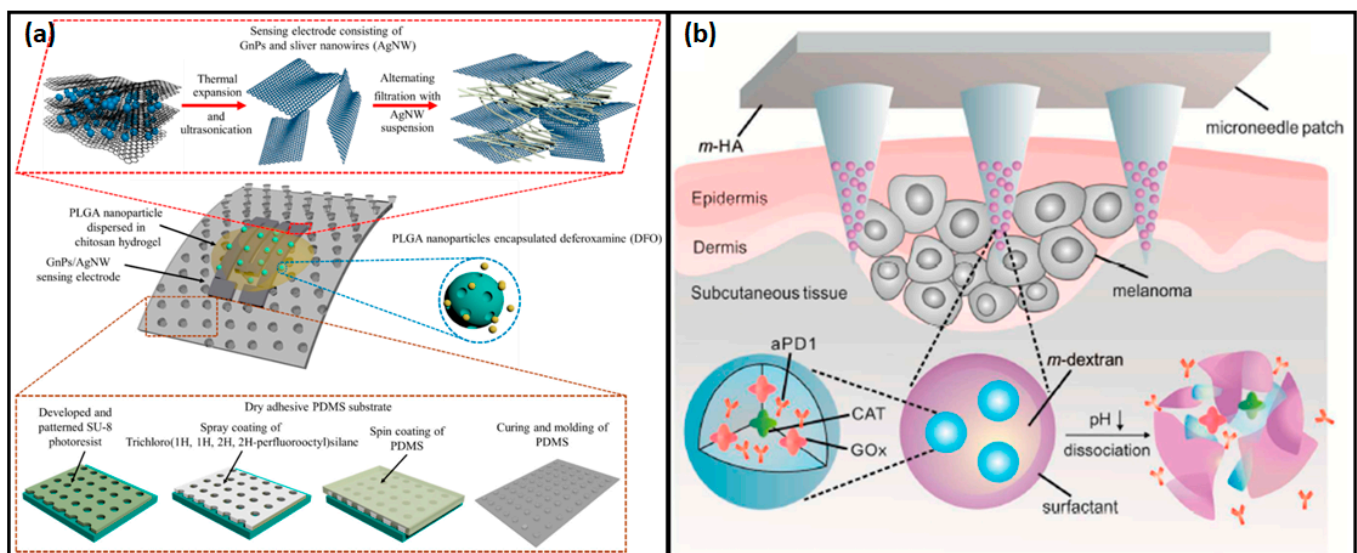 (a)
Sensing electrode consisting of
GnPs and sliver nanowires (AgNW)
Thermal
expansion
and
ultrasonication
Alternating
filtration with
AgNW
suspension
PLGA nanoparticle
dispersed in
chitosan hydrogel
GnPs/AgNW
sensing electrode
PLGA nanoparticles encapsulated deferoxamine (DFO)
Dry adhesive PDMS substrate
Developed and
patterned SU-8
photoresist
Spray coating of
Trichloro(1H, 1H, 2H, 2H-perfluorooctyl)silane
Spin coating of
PDMS
Curing and molding of
PDMS
(b)
m-HA
microneedle patch
Epidermis
Dermis
Subcutaneous tissue
melanoma
aPD1
CAT
GOx
m-dextran
surfactant
pH ↓
dissociation